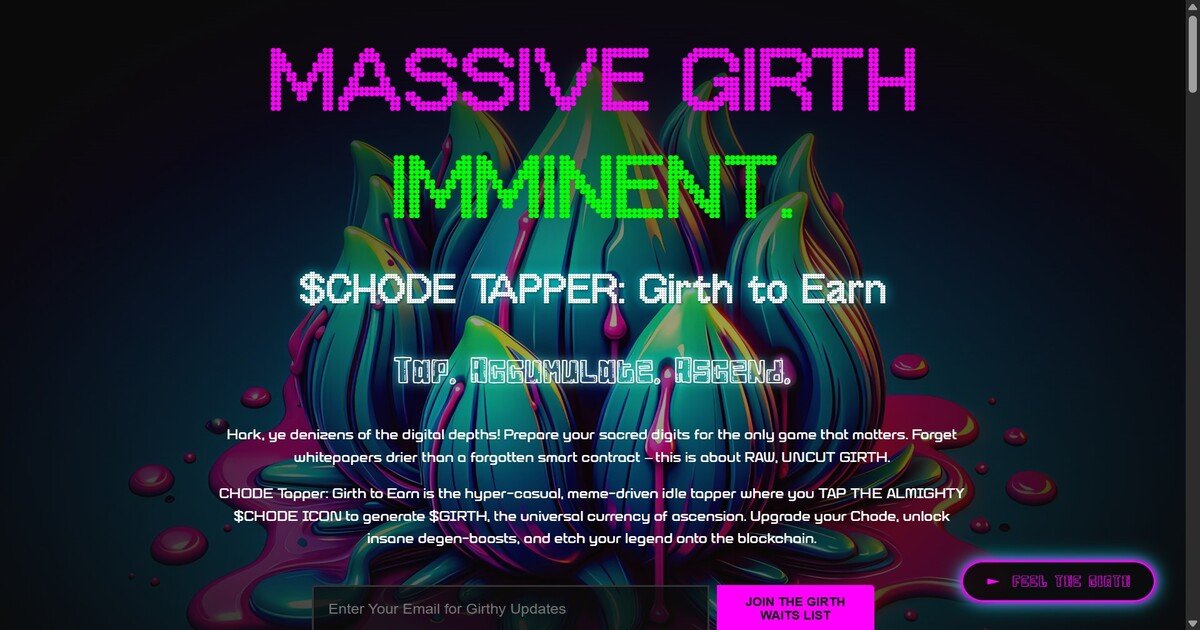 MASSIVE GIRTH
IMMINENT.
$CHODE TAPPER: Girth to Earn
Tap. Accumulate. Ascend.
Hark, ye denizens of the digital depths! Prepare your sacred digits for the only game that matters. Forget
whitepapers drier than a forgotten smart contract – this is about RAW, UNCUT GIRTH.
CHODE Tapper: Girth to Earn is the hyper-casual, meme-driven idle tapper where you TAP THE ALMIGHTY
$CHODE ICON to generate $GIRTH, the universal currency of ascension. Upgrade your Chode, unlock
insane degen-boosts, and etch your legend onto the blockchain.
Enter Your Email for Girthy Updates
JOIN THE GIRTH
WAITS LIST
► FEEL THE GIRTH